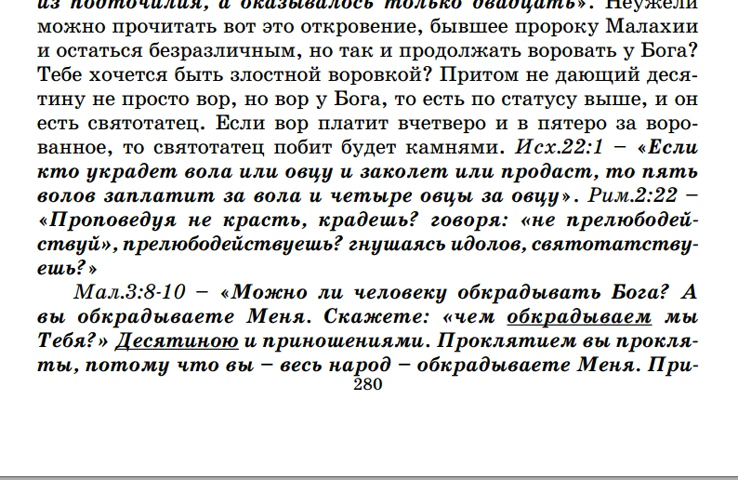 из подточилия, а оказывалось только двадцать». Неужели
можно прочитать вот это откровение, бывшее пророку Малахии
и остаться безразличным, но так и продолжать воровать у Бога?
Тебе хочется быть злостной воровкой? Притом не дающий деся-
тину не просто вор, но вор у Бога, то есть по статусу выше, и он
есть святотатец. Если вор платит вчетверо и в пятеро за воро-
ванное, то святотатец побит будет камнями. Исх.22:1 – «Если
кто украдет вола или овцу и заколет или продаст, то пять
волов заплатит за вола и четыре овцы за овцу». Рим.2:22 –
«Проповедуя не красть, крадешь? говоря: «не прелюбодей-
ствуй», прелюбодействуешь? гнушаясь идолов, святотатству-
ешь?»
Мал.3:8-10 – «Можно ли человеку обкрадывать Бога? А
вы обкрадываете Меня. Скажете: «чем обкрадываем мы
Тебя?» Десятиною и приношениями. Проклятием вы прокля-
ты, потому что вы – весь народ – обкрадываете Меня. При-
280